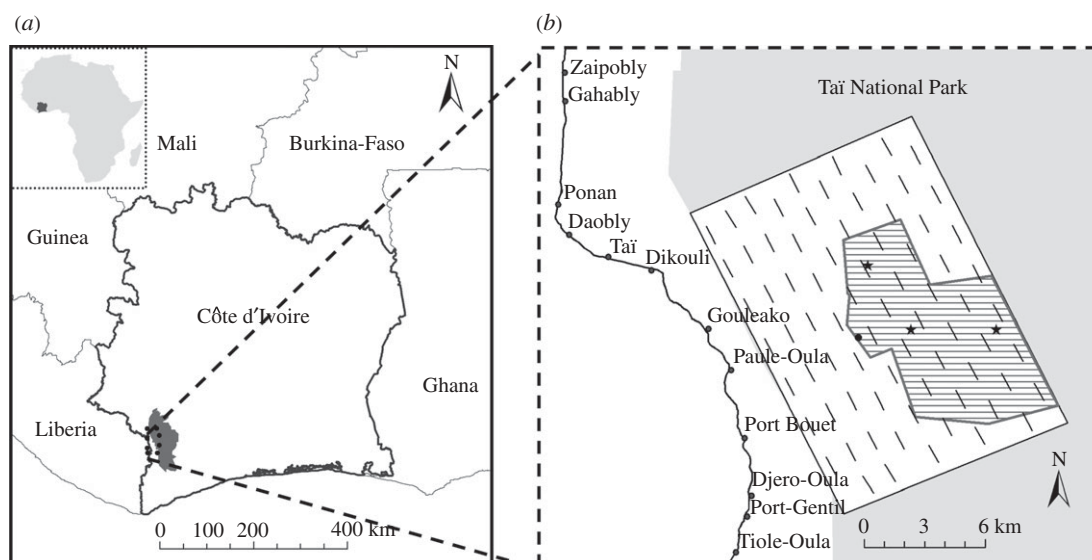 (a)
N
Mali
Burkina-Faso
Guinea
Côte d'Ivoire
Ghana
Liberia
0 100 200 400 km
(b)
Zaipobly
Taï National Park
Gahably
Ponan
Daobly
Taï
Dikouli
Gouleako
Paule-Oula
Port Bouet
N
Djero-Oula
Port-Gentil
0 3 6 km
Tiole-Oula